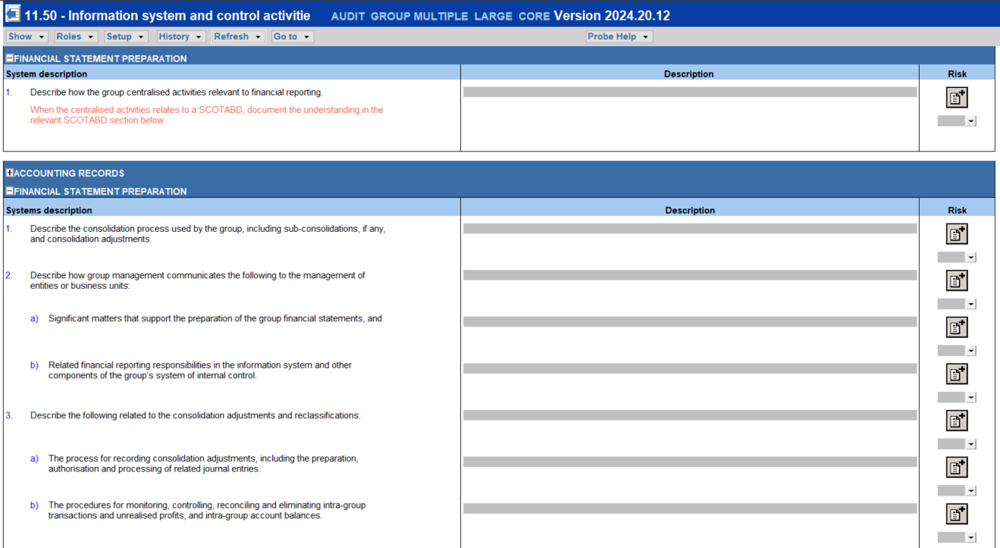 11.50 - Information system and control activitie AUDIT GROUP MULTIPLE LARGE CORE Version 2024.20.12
Show Roles Setup History Refresh Go to Probe Help
FINANCIAL STATEMENT PREPARATION
System description Description Risk
1. Describe how the group centralised activities relevant to financial reporting.
When the centralised activities relates to a SCOTABD, document the understanding in the
relevant SCOTABD section below.
ACCOUNTING RECORDS
FINANCIAL STATEMENT PREPARATION
Systems description Description Risk
1. Describe the consolidation process used by the group, including sub-consolidations, if any,
and consolidation adjustments.
2. Describe how group management communicates the following to the management of
entities or business units:
a) Significant matters that support the preparation of the group financial statements, and
b) Related financial reporting responsibilities in the information system and other
components of the group's system of internal control.
3. Describe the following related to the consolidation adjustments and reclassifications:
a) The process for recording consolidation adjustments, including the preparation,
authorisation and processing of related journal entries.
b) The procedures for monitoring, controlling, reconciling and eliminating intra-group
transactions and unrealised profits, and intra-group account balances.